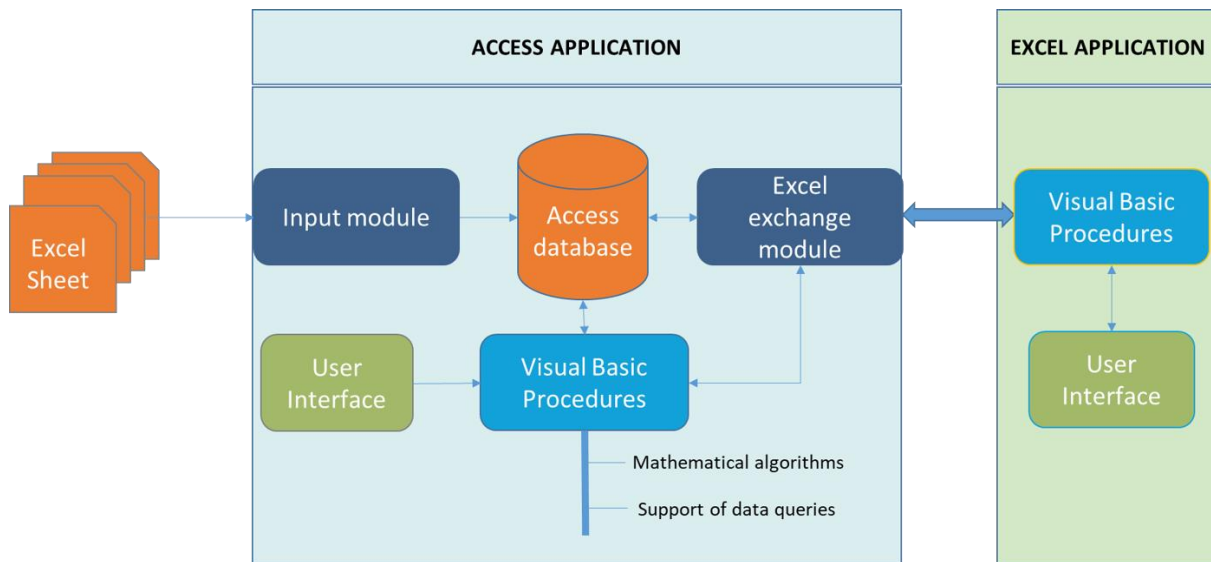 ACCESS APPLICATION
EXCEL APPLICATION
Excel
Sheet
Input module
Access
database
Excel
exchange
module
Visual Basic
Procedures
User
Interface
Visual Basic
Procedures
User
Interface
Mathematical algorithms
Support of data queries